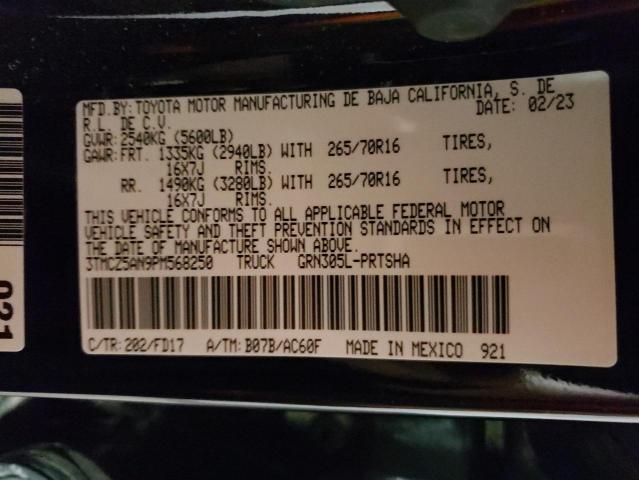 MFD.BY:TOYOTA MOTOR MANUFACTURING DE BAJA CALIFORNIA, S. DE
R.L. DE C.V. DATE: 02/23
GVWR:2540KG (5600LB)
GAWR:FRT. 1335KG (2940LB) WITH 265/70R16 TIRES,
16X7J RIMS.
RR. 1490KG (3280LB) WITH 265/70R16 TIRES,
16X7J RIMS.
THIS VEHICLE CONFORMS TO ALL APPLICABLE FEDERAL MOTOR
VEHICLE SAFETY AND THEFT PREVENTION STANDARDS IN EFFECT ON
THE DATE OF MANUFACTURE SHOWN ABOVE.
3TMCZ5AN9PM568250 TRUCK GRN305L-PRTSHA
C/TR:202/FD17 A/TM:B07B/AC60F MADE IN MEXICO 921